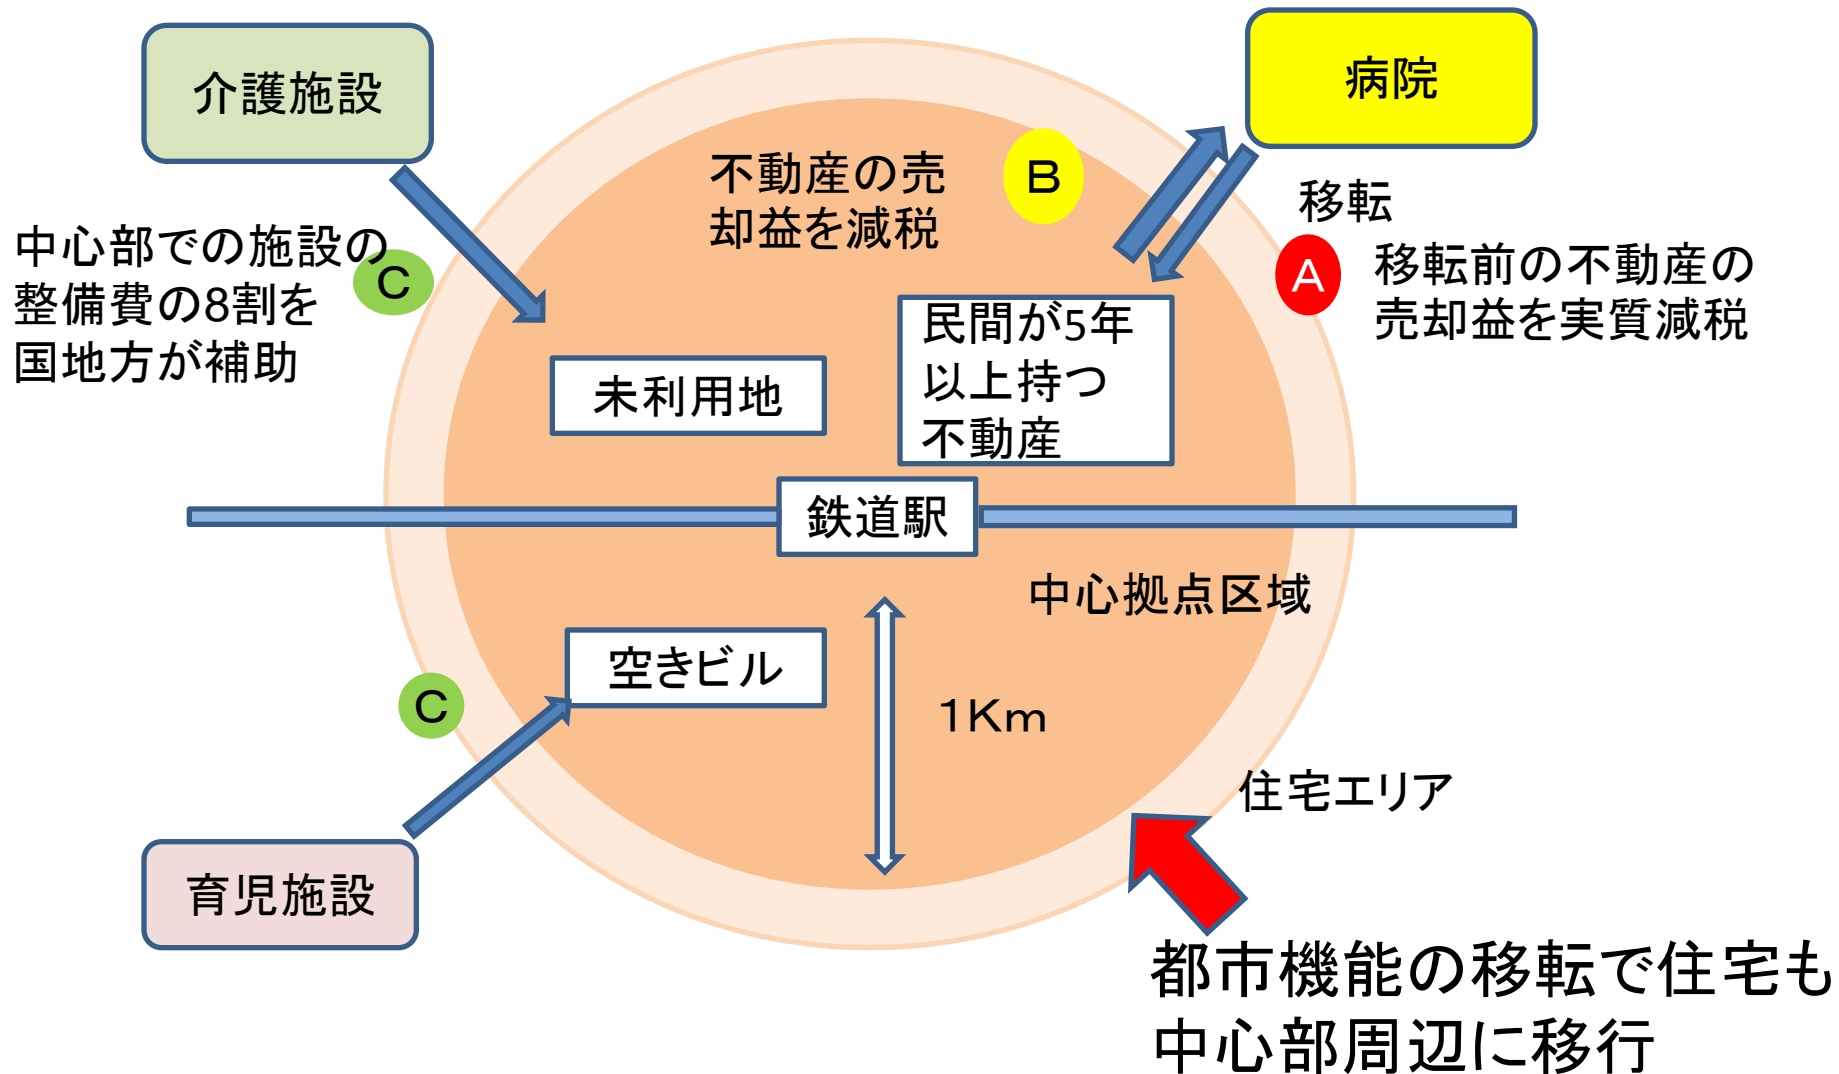 介護施設
病院
不動産の売
却益を減税
B
移転
中心部での施設の
整備費の8割を
国地方が補助
C
A
移転前の不動産の
売却益を実質減税
民間が5年
以上持つ
不動産
未利用地
鉄道駅
中心拠点区域
空きビル
C
1Km
住宅エリア
育児施設
都市機能の移転で住宅も
中心部周辺に移行